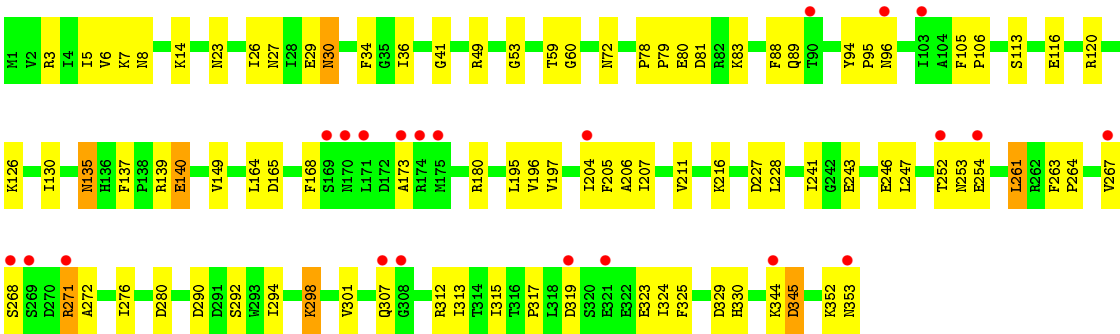 M1 V2 R3 I4 I5 V6 K7 N8 K14 N23 I26 N27 I28 E29 N30 F34 G35 I36 G41 R49 G53 T59 G60 N72 P78 P79 E80 D81 R82 K83 F88 Q89 T90 Y94 P95 N96 I103 A104 F105 P106 S113 E116 R120
K126 I130 N135 H136 F137 P138 R139 E140 V149 L164 D165 F168 S169 N170 L171 D172 A173 R174 M175 R180 L195 V196 V197 I204 F205 A206 I207 V211 K216 D227 L228 I241 G242 E243 E246 L247 T252 N253 E254 L261 R262 F263 P264 V267
S268 S269 D270 R271 A272 I276 D280 D290 D291 S292 W293 I294 K298 V301 Q307 G308 R312 I313 T314 I315 T316 P317 L318 D319 S320 E321 E322 E323 I324 F325 D329 H330 K344 D345 K352 N353